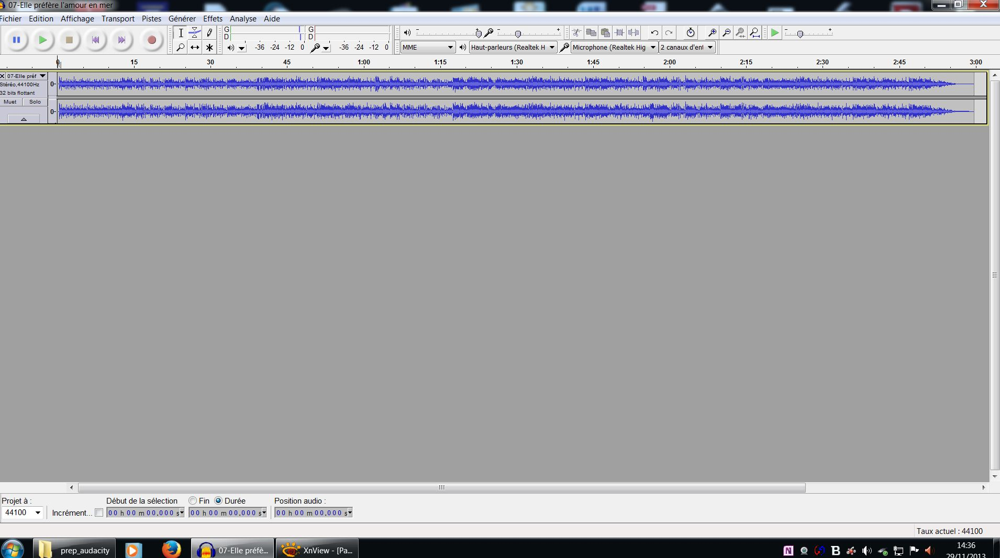 07-Elle préfère l'amour en mer
Fichier Edition Affichage Transport Pistes Générer Effets Analyse Aide
G G
D D
-36 -24 -12 0 -36 -24 -12 0
MME Haut-parleurs (Realtek H Microphone (Realtek Hig 2 canaux d'ent
0 15 30 45 1:00 1:15 1:30 1:45 2:00 2:15 2:30 2:45 3:00
07-Elle préf
Stéréo,44100Hz
32 bits flottant
Muet Solo
0-
0-
Projet à : Début de la sélection Fin Durée Position audio :
44100 Incrément... 00 h 00 m 00.000 s 00 h 00 m 00.000 s 00 h 00 m 00.000 s
Taux actuel : 44100
prep_audacity 07-Elle préfè... XnView - [Pa... 14:36
29/11/2013